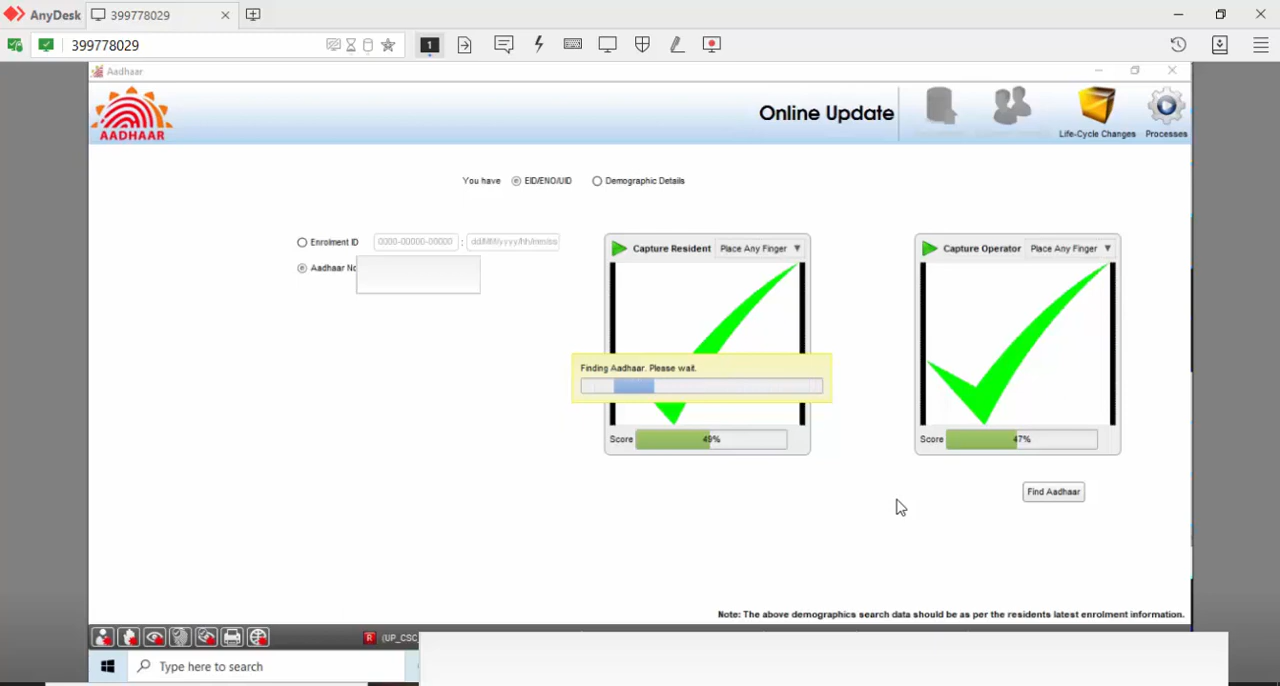 AnyDesk 399778029
399778029 1
Aadhaar
AADHAAR
Online Update
Life-Cycle Changes Processes
You have EID/ENO/UID Demographic Details
Enrolment ID 0000-00000-00000 : dd/MM/yyyy/hh/mm/ss
Aadhaar No
Capture Resident Place Any Finger
Capture Operator Place Any Finger
Finding Aadhaar. Please wait.
Score 49%
Score 47%
Find Aadhaar
Note: The above demographics search data should be as per the residents latest enrolment information.
R (UP_CSC_
Type here to search